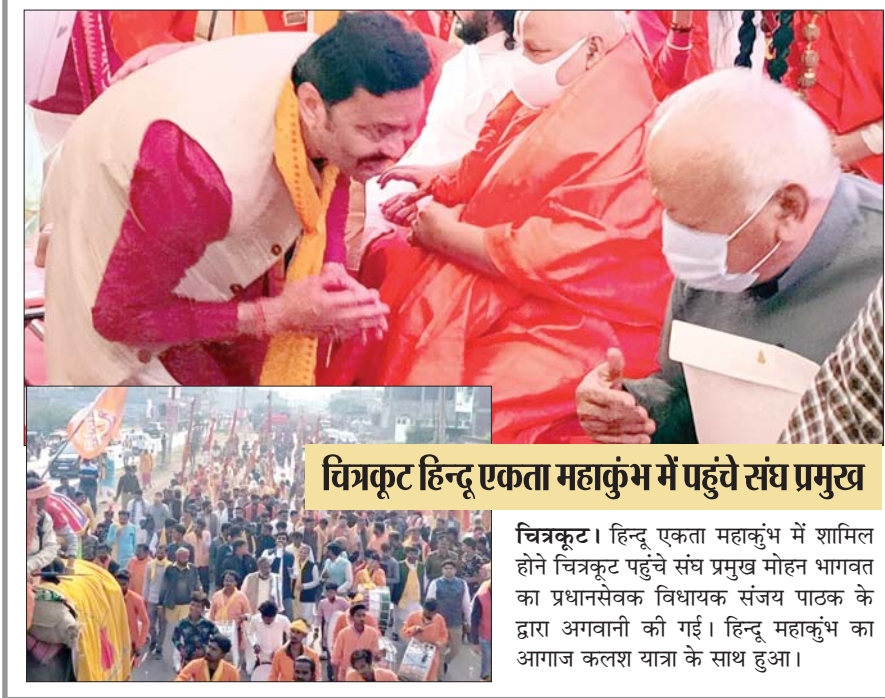 चित्रकूट हिन्दू एकता महाकुंभ में पहुंचे संघ प्रमुख
चित्रकूट। हिन्दू एकता महाकुंभ में शामिल
होने चित्रकूट पहुंचे संघ प्रमुख मोहन भागवत
का प्रधानसेवक विधायक संजय पाठक के
द्वारा अगवानी की गई। हिन्दू महाकुंभ का
आगाज कलश यात्रा के साथ हुआ।